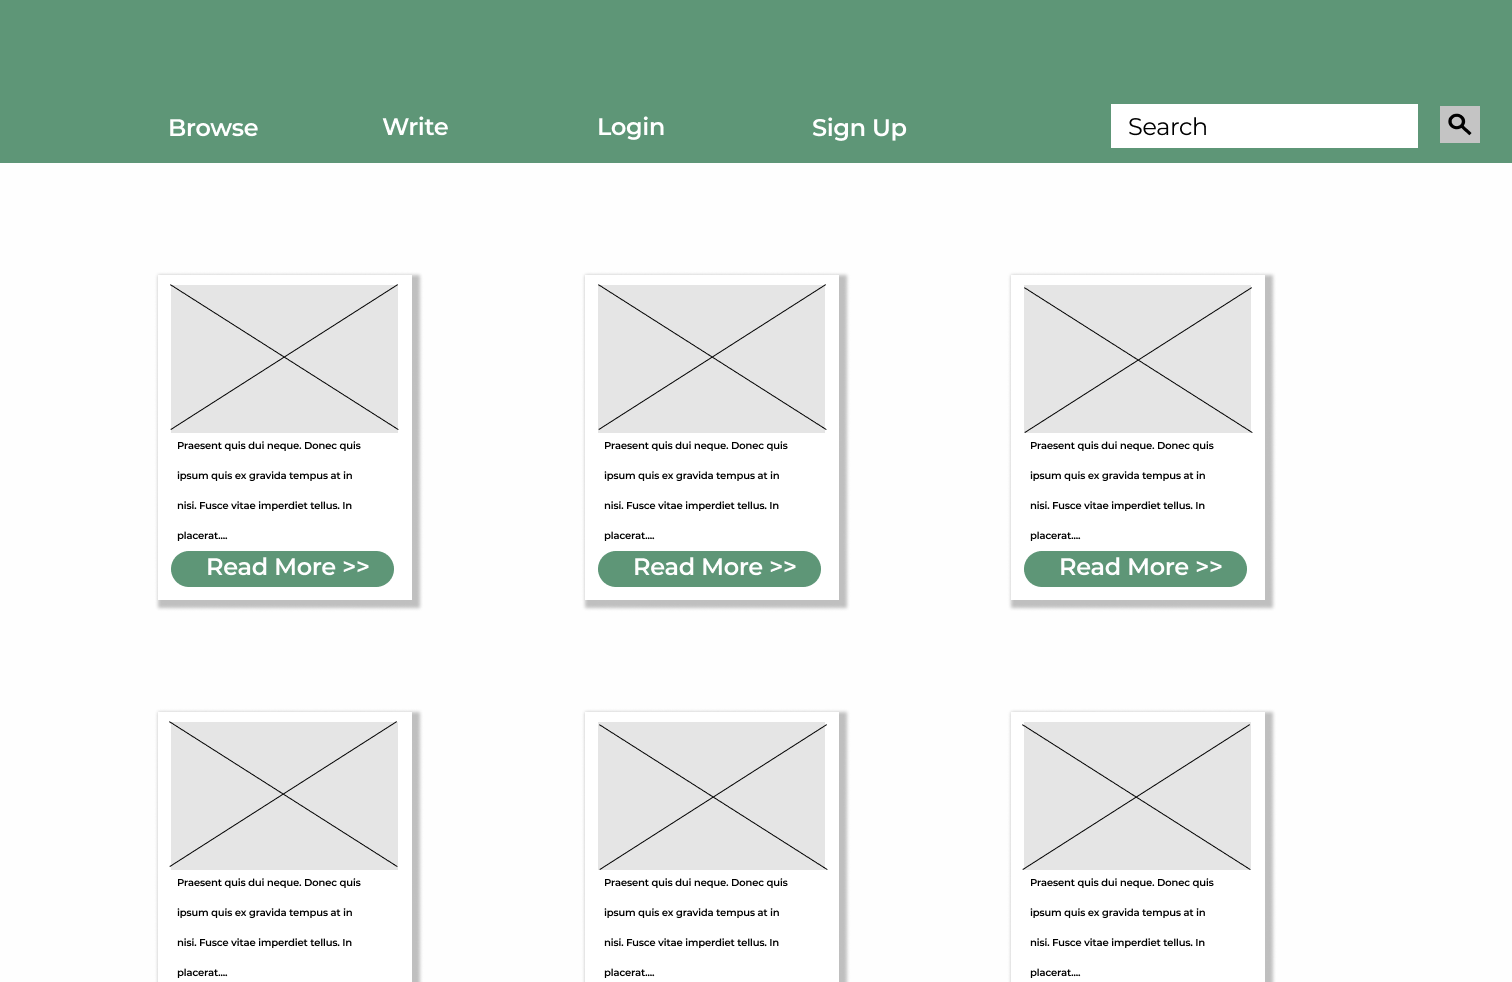 Browse
Write
Login
Sign Up
Search
Praesent quis dui neque. Donec quis
ipsum quis ex gravida tempus at in
nisi. Fusce vitae imperdiet tellus. In
placerat....
Read More >>
Praesent quis dui neque. Donec quis
ipsum quis ex gravida tempus at in
nisi. Fusce vitae imperdiet tellus. In
placerat....
Read More >>
Praesent quis dui neque. Donec quis
ipsum quis ex gravida tempus at in
nisi. Fusce vitae imperdiet tellus. In
placerat....
Read More >>
Praesent quis dui neque. Donec quis
ipsum quis ex gravida tempus at in
nisi. Fusce vitae imperdiet tellus. In
placerat....
Praesent quis dui neque. Donec quis
ipsum quis ex gravida tempus at in
nisi. Fusce vitae imperdiet tellus. In
placerat....
Praesent quis dui neque. Donec quis
ipsum quis ex gravida tempus at in
nisi. Fusce vitae imperdiet tellus. In
placerat....